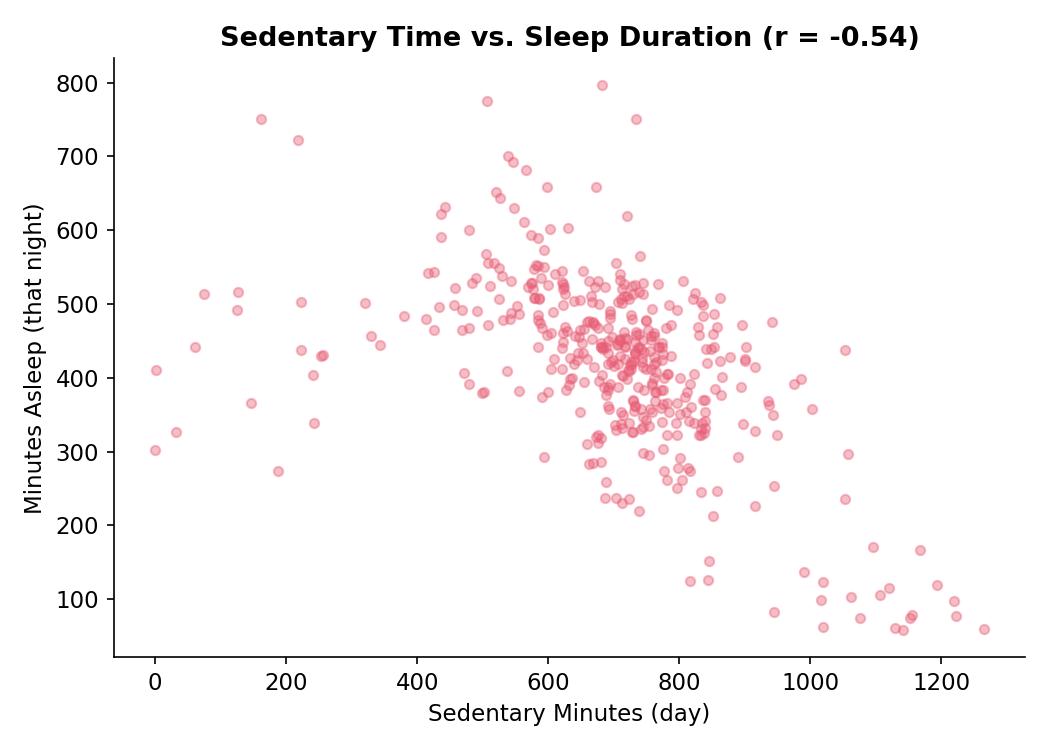 Sedentary Time vs. Sleep Duration (r = -0.54)
Minutes Asleep (that night)
800
700
600
500
400
300
200
100
0 200 400 600 800 1000 1200
Sedentary Minutes (day)